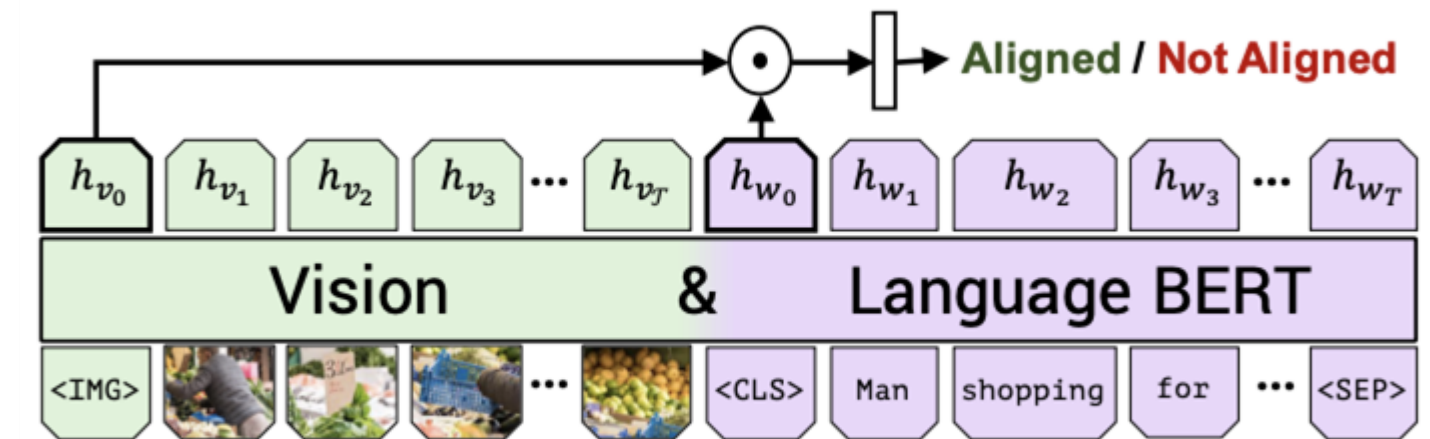 Aligned / Not Aligned
h_{v_0} h_{v_1} h_{v_2} h_{v_3} ... h_{v_𝒯} h_{w_0} h_{w_1} h_{w_2} h_{w_3} ... h_{w_T}
Vision & Language BERT
<IMG> ... <CLS> Man shopping for ... <SEP>